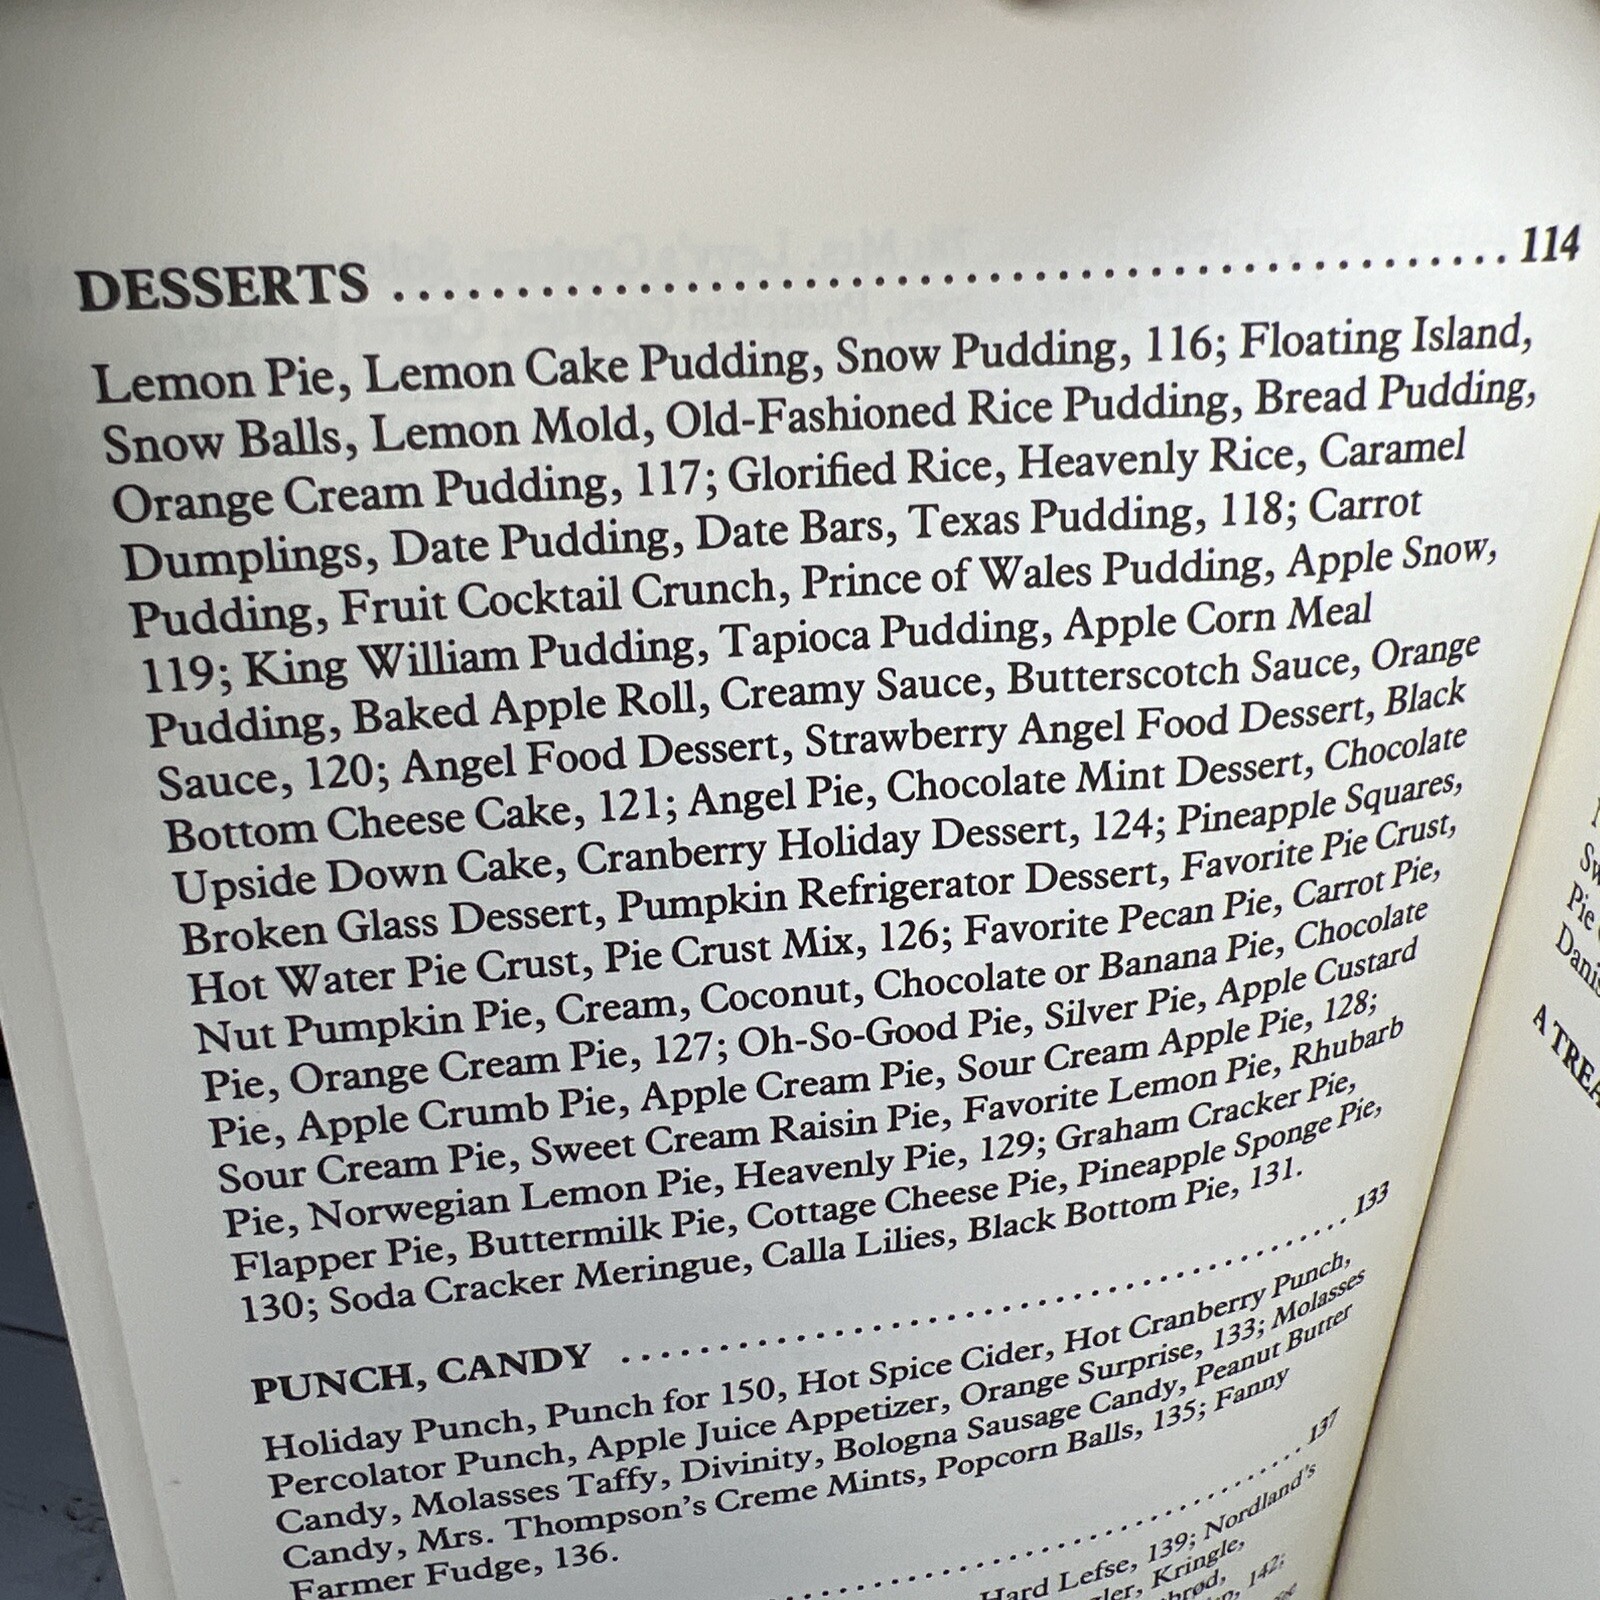 DESSERTS ........................................ 114
Lemon Pie, Lemon Cake Pudding, Snow Pudding, 116; Floating Island,
Snow Balls, Lemon Mold, Old-Fashioned Rice Pudding, Bread Pudding,
Orange Cream Pudding, 117; Glorified Rice, Heavenly Rice, Caramel
Dumplings, Date Pudding, Date Bars, Texas Pudding, 118; Carrot
Pudding, Fruit Cocktail Crunch, Prince of Wales Pudding, Apple Snow,
119; King William Pudding, Tapioca Pudding, Apple Corn Meal
Pudding, Baked Apple Roll, Creamy Sauce, Butterscotch Sauce, Orange
Sauce, 120; Angel Food Dessert, Strawberry Angel Food Dessert, Black
Bottom Cheese Cake, 121; Angel Pie, Chocolate Mint Dessert, Chocolate
Upside Down Cake, Cranberry Holiday Dessert, 124; Pineapple Squares,
Broken Glass Dessert, Pumpkin Refrigerator Dessert, Favorite Pie Crust,
Hot Water Pie Crust, Pie Crust Mix, 126; Favorite Pecan Pie, Carrot Pie,
Nut Pumpkin Pie, Cream, Coconut, Chocolate or Banana Pie, Chocolate
Pie, Orange Cream Pie, 127; Oh-So-Good Pie, Silver Pie, Apple Custard
Pie, Apple Crumb Pie, Apple Cream Pie, Sour Cream Apple Pie, 128;
Sour Cream Pie, Sweet Cream Raisin Pie, Favorite Lemon Pie, Rhubarb
Pie, Norwegian Lemon Pie, Heavenly Pie, 129; Graham Cracker Pie,
Flapper Pie, Buttermilk Pie, Cottage Cheese Pie, Pineapple Sponge Pie,
130; Soda Cracker Meringue, Calla Lilies, Black Bottom Pie, 131.
PUNCH, CANDY ........................................ 133
Holiday Punch, Punch for 150, Hot Spice Cider, Hot Cranberry Punch,
Percolator Punch, Apple Juice Appetizer, Orange Surprise, 133; Molasses
Candy, Molasses Taffy, Divinity, Bologna Sausage Candy, Peanut Butter
Candy, Mrs. Thompson's Creme Mints, Popcorn Balls, 135; Fanny
Farmer Fudge, 136.
........................................ 137
Hard Lefse, 139; Nordland's
Kringle,
142;
Pie
A TREA